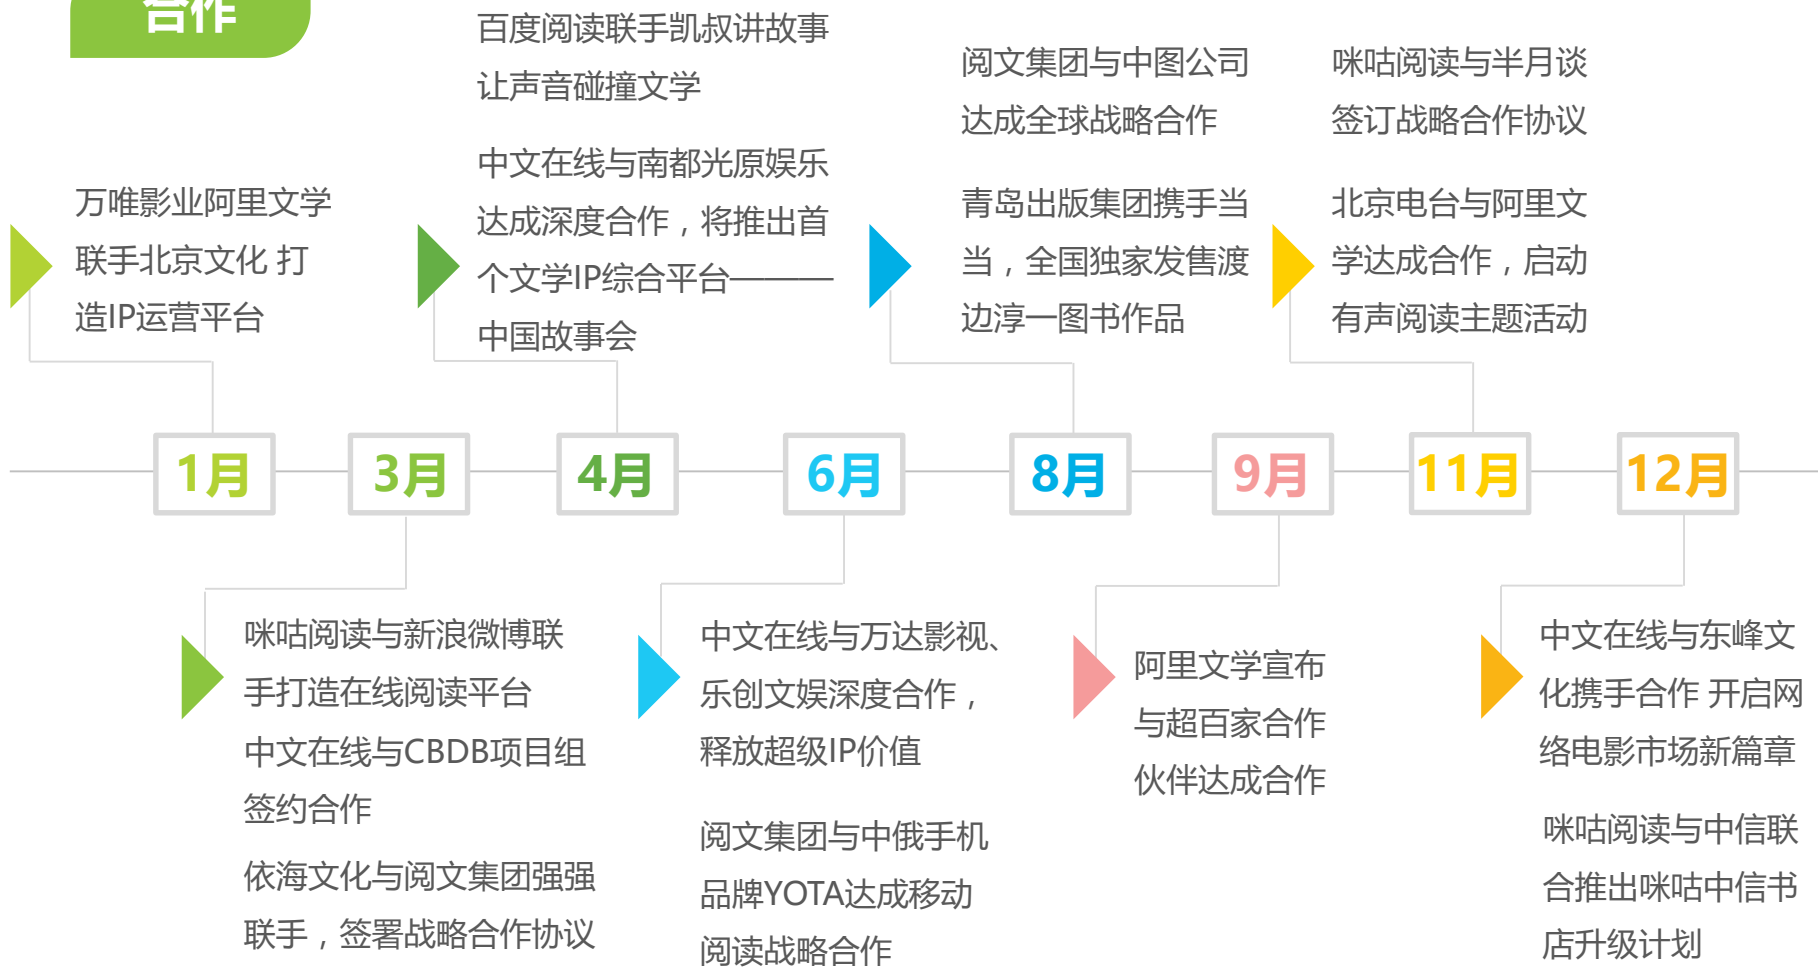 合作
百度阅读联手凯叔讲故事
让声音碰撞文学
中文在线与南都光原娱乐
达成深度合作，将推出首
个文学IP综合平台————
中国故事会
万唯影业阿里文学
联手北京文化 打
造IP运营平台
阅文集团与中图公司
达成全球战略合作
青岛出版集团携手当
当，全国独家发售渡
边淳一图书作品
咪咕阅读与半月谈
签订战略合作协议
北京电台与阿里文
学达成合作，启动
有声阅读主题活动
1月
3月
4月
6月
8月
9月
11月
12月
咪咕阅读与新浪微博联
手打造在线阅读平台
中文在线与CBDB项目组
签约合作
依海文化与阅文集团强强
联手，签署战略合作协议
中文在线与万达影视、
乐创文娱深度合作，
释放超级IP价值
阅文集团与中俄手机
品牌YOTA达成移动
阅读战略合作
阿里文学宣布
与超百家合作
伙伴达成合作
中文在线与东峰文
化携手合作 开启网
络电影市场新篇章
咪咕阅读与中信联
合推出咪咕中信书
店升级计划